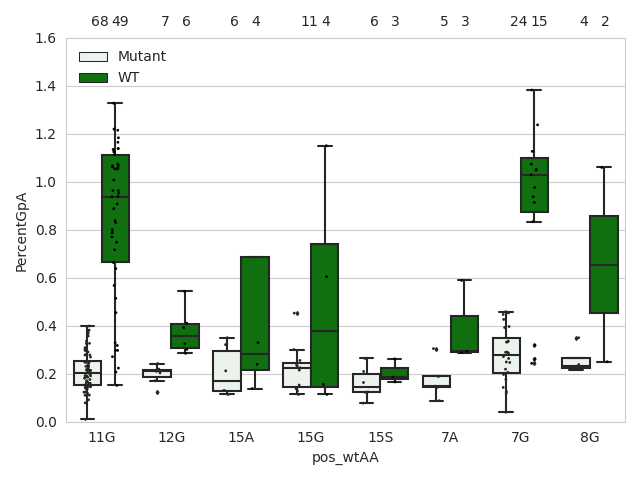 68 49 7 6 6 4 11 4 6 3 5 3 24 15 4 2
1.6
Mutant
WT
1.4
1.2
1.0
0.8
0.6
0.4
0.2
0.0
PercentGpA
11G 12G 15A 15G 15S 7A 7G 8G
pos_wtAA